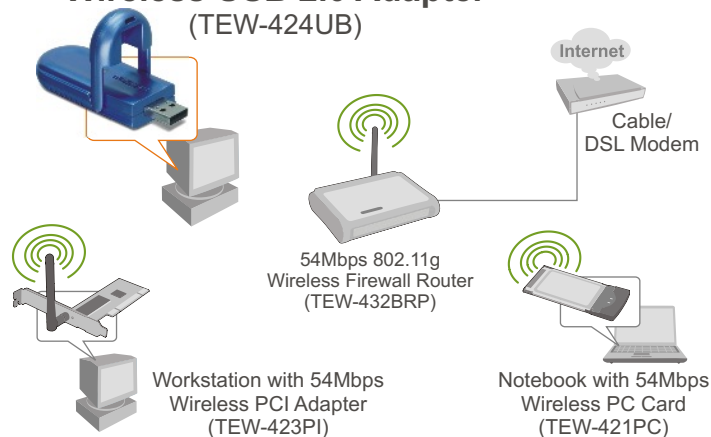 Wireless USB 2.0 Adapter
(TEW-424UB)
Internet
Cable/
DSL Modem
54Mbps 802.11g
Wireless Firewall Router
(TEW-432BRP)
Workstation with 54Mbps
Wireless PCI Adapter
(TEW-423PI)
Notebook with 54Mbps
Wireless PC Card
(TEW-421PC)